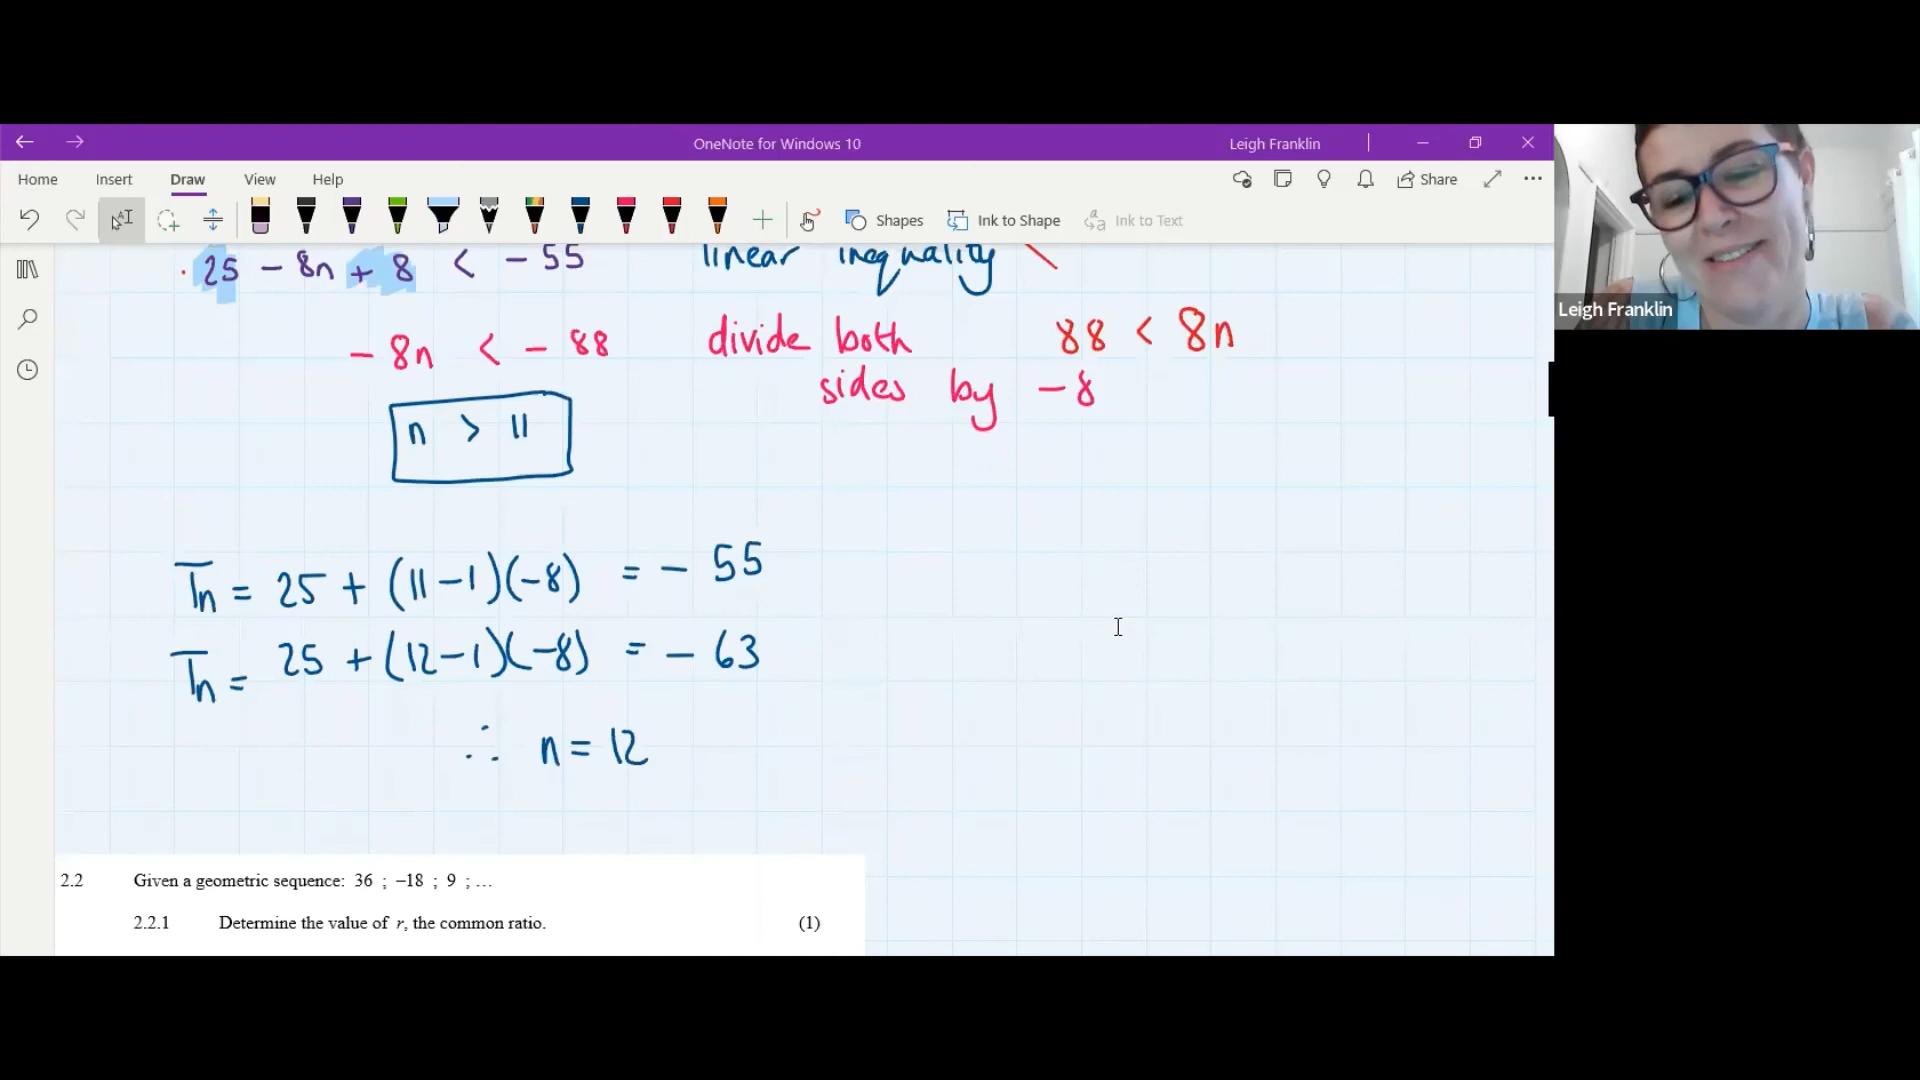 OneNote for Windows 10
Leigh Franklin
Home Insert Draw View Help
Share
Shapes Ink to Shape Ink to Text
25 - 8n + 8 < - 55 linear inequality
- 8n < - 88 divide both 88 < 8n
sides by - 8
n > 11
Tn = 25 + (11 - 1)(-8) = - 55
Tn = 25 + (12 - 1)(-8) = - 63
∴ n = 12
2.2 Given a geometric sequence: 36 ; −18 ; 9 ; …
2.2.1 Determine the value of r, the common ratio. (1)
Leigh Franklin